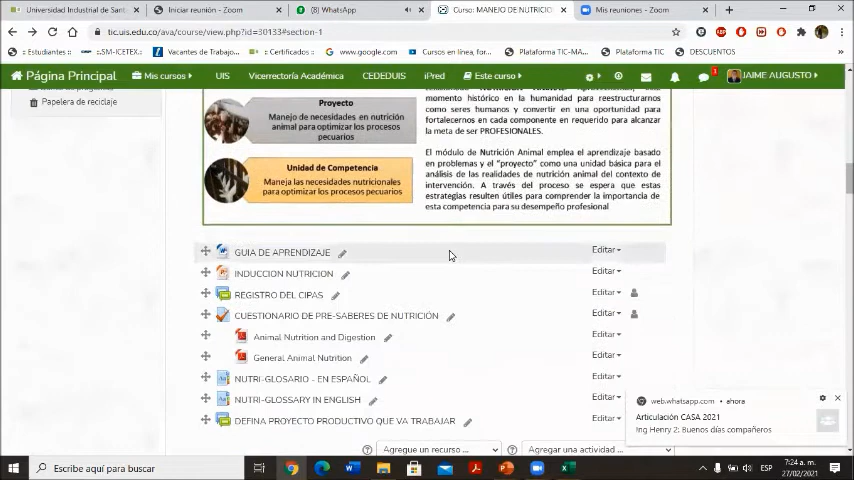 Universidad Industrial de Sant
Iniciar reunión - Zoom
(8) WhatsApp
Curso: MANEJO DE NUTRICIO
Mis reuniones - Zoom
tic.uis.edu.co/ava/course/view.php?id=30133#section-1
:: Estudiantes ::
..:SM-ICETEX:..
Vacantes de Trabajo...
:: Certificados ::
www.google.com
Cursos en línea, for...
Plataforma TIC-MA...
Plataforma TIC
DESCUENTOS
Página Principal
Mis cursos
UIS
Vicerrectoría Académica
CEDEDUIS
iPred
Este curso
1
JAIME AUGUSTO
Papelera de reciclaje
Proyecto
Manejo de necesidades en nutrición
animal para optimizar los procesos
pecuarios
Unidad de Competencia
Maneja las necesidades nutricionales
para optimizar los procesos pecuarios
momento histórico en la humanidad para reestructurarnos
como seres humanos y convertir en una oportunidad para
fortalecernos en cada componente en requerido para alcanzar
la meta de ser PROFESIONALES.
El módulo de Nutrición Animal emplea el aprendizaje basado
en problemas y el “proyecto” como una unidad básica para el
análisis de las realidades de nutrición animal del contexto de
intervención. A través del proceso se espera que estas
estrategias resulten útiles para comprender la importancia de
esta competencia para su desempeño profesional
GUIA DE APRENDIZAJE
Editar
INDUCCION NUTRICION
Editar
REGISTRO DEL CIPAS
Editar
CUESTIONARIO DE PRE-SABERES DE NUTRICIÓN
Editar
Animal Nutrition and Digestion
Editar
General Animal Nutrition
Editar
NUTRI-GLOSARIO - EN ESPAÑOL
Editar
NUTRI-GLOSSARY IN ENGLISH
Editar
DEFINA PROYECTO PRODUCTIVO QUE VA TRABAJAR
Editar
Agregue un recurso ...
Agregar una actividad ...
web.whatsapp.com • ahora
Articulación CASA 2021
Ing Henry 2: Buenos días compañeros
Escribe aquí para buscar
ESP
7:24 a. m.
27/02/2021